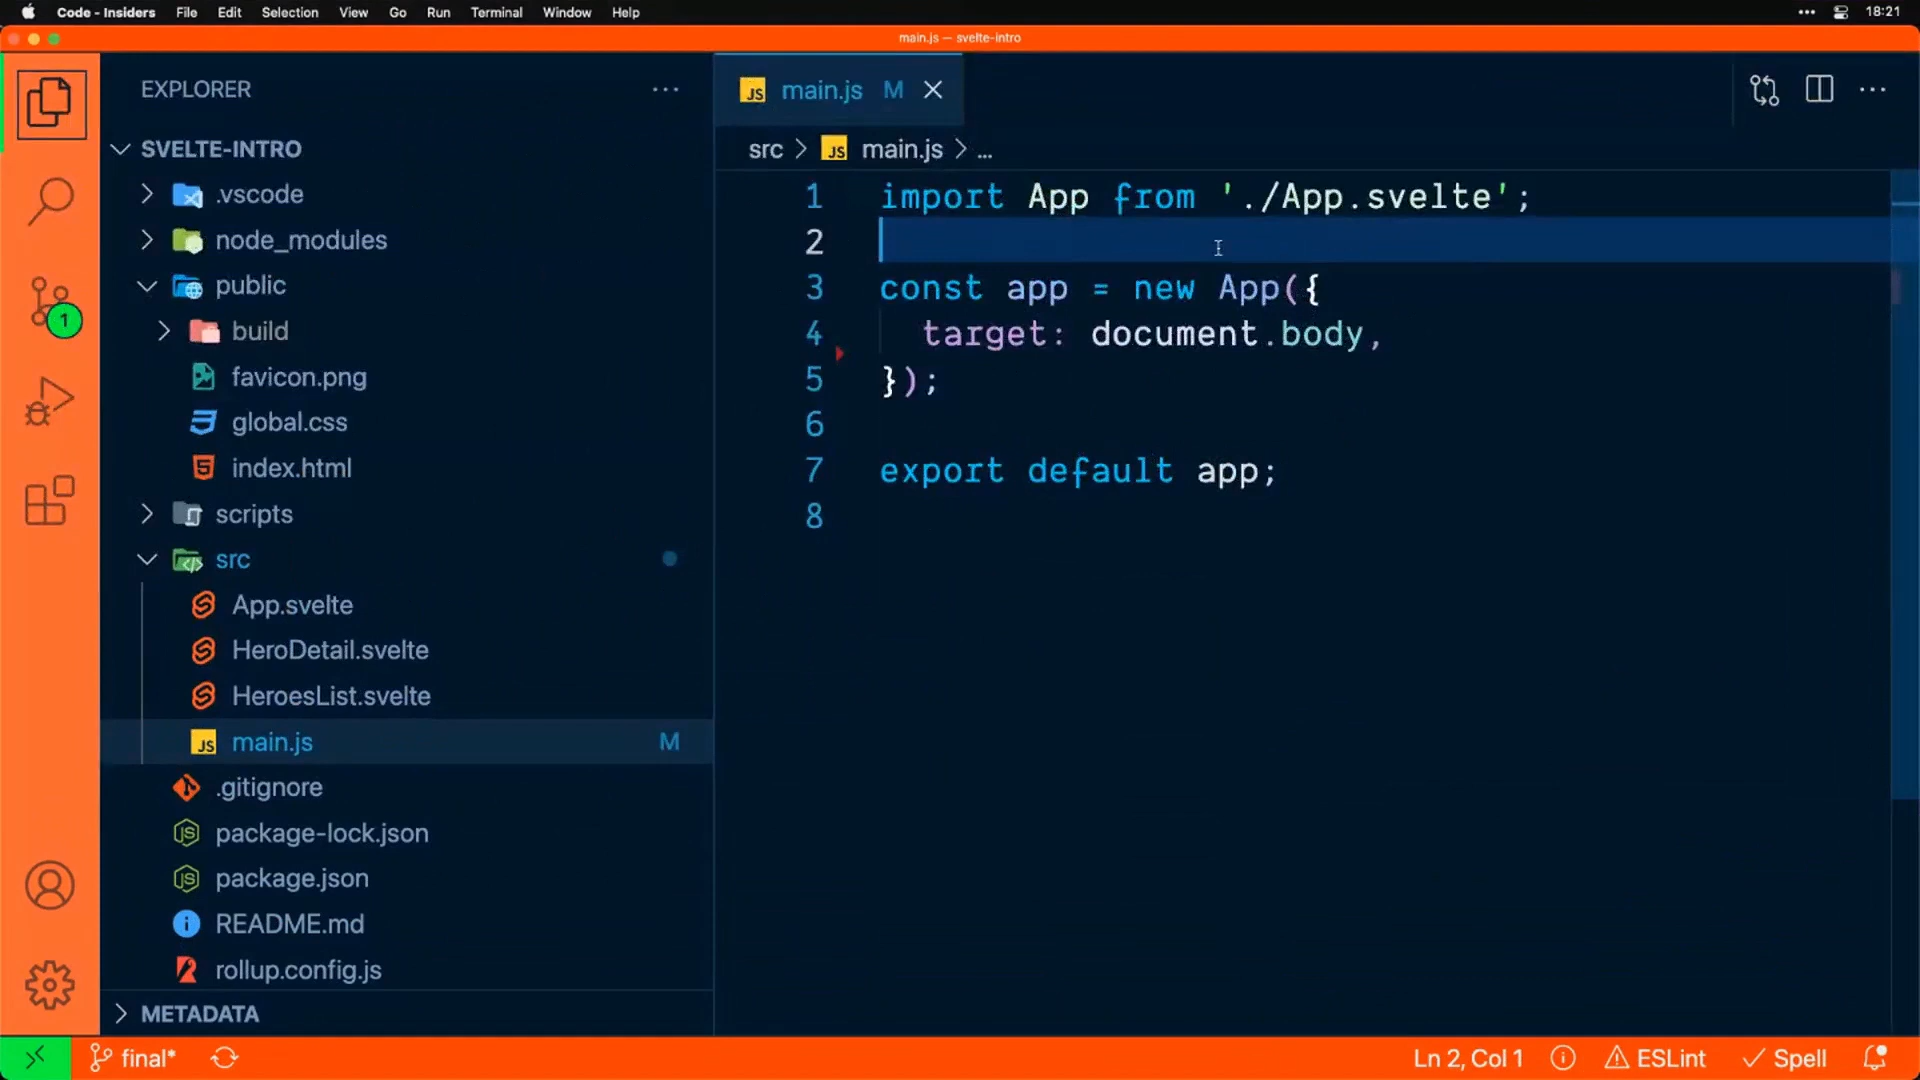 Code - Insiders File Edit Selection View Go Run Terminal Window Help 18:21
main.js — svelte-intro
EXPLORER
SVELTE-INTRO
.vscode
node_modules
public
build
favicon.png
global.css
index.html
scripts
src
App.svelte
HeroDetail.svelte
HeroesList.svelte
JS main.js M
.gitignore
package-lock.json
package.json
README.md
rollup.config.js
METADATA
1
JS main.js M
src > JS main.js > ...
1 import App from './App.svelte';
2
3 const app = new App({
4 target: document.body,
5 });
6
7 export default app;
8
final* Ln 2, Col 1 ESLint Spell